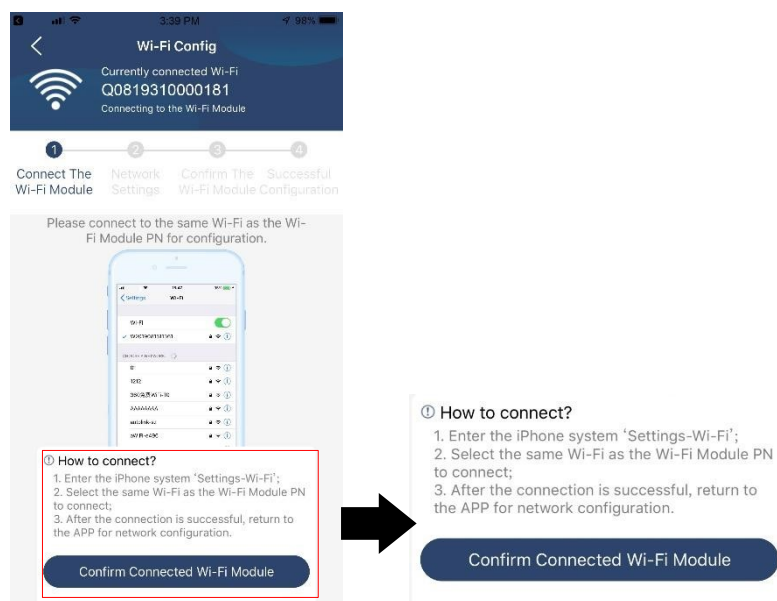 3:39 PM
98%
Wi-Fi Config
Currently connected Wi-Fi
Q0819310000181
Connecting to the Wi-Fi Module
1
2
3
4
Connect The
Wi-Fi Module
Network
Settings
Confirm The
Wi-Fi Module
Successful
Configuration
Please connect to the same Wi-Fi as the Wi-
Fi Module PN for configuration.
Settings
Wi-Fi
Wi-Fi
1212
AAAAAAAA
How to connect?
1. Enter the iPhone system ‘Settings-Wi-Fi’;
2. Select the same Wi-Fi as the Wi-Fi Module PN
to connect;
3. After the connection is successful, return to
the APP for network configuration.
Confirm Connected Wi-Fi Module
How to connect?
1. Enter the iPhone system ‘Settings-Wi-Fi’;
2. Select the same Wi-Fi as the Wi-Fi Module PN
to connect;
3. After the connection is successful, return to
the APP for network configuration.
Confirm Connected Wi-Fi Module